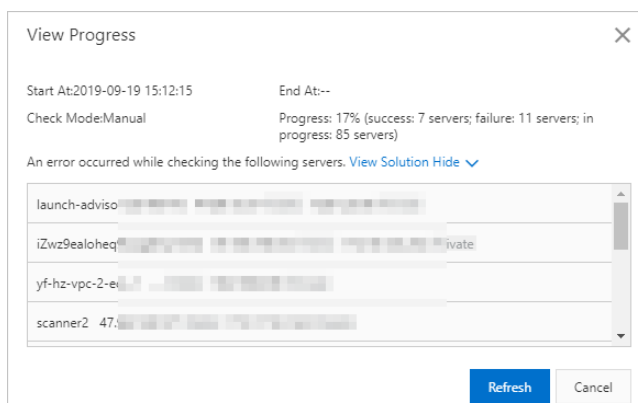 View Progress
Start At:2019-09-19 15:12:15
End At:--
Check Mode:Manual
Progress: 17% (success: 7 servers; failure: 11 servers; in
progress: 85 servers)
An error occurred while checking the following servers. View Solution Hide
launch-adviso
iZwz9ealoheq
ivate
yf-hz-vpc-2-e
scanner2 47.
Refresh
Cancel